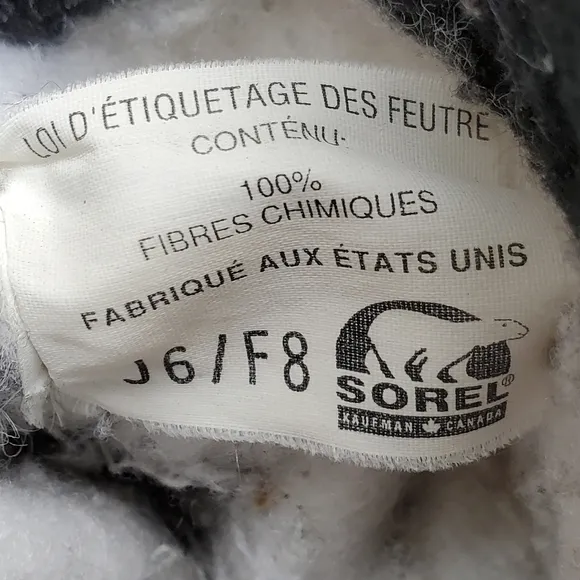 LOI D'ÉTIQUETAGE DES FEUTRE
CONTÉNU·
100%
FIBRES CHIMIQUES
FABRIQUÉ AUX ÉTATS UNIS
J6/F8
SOREL®
KAUFMAN CANADA